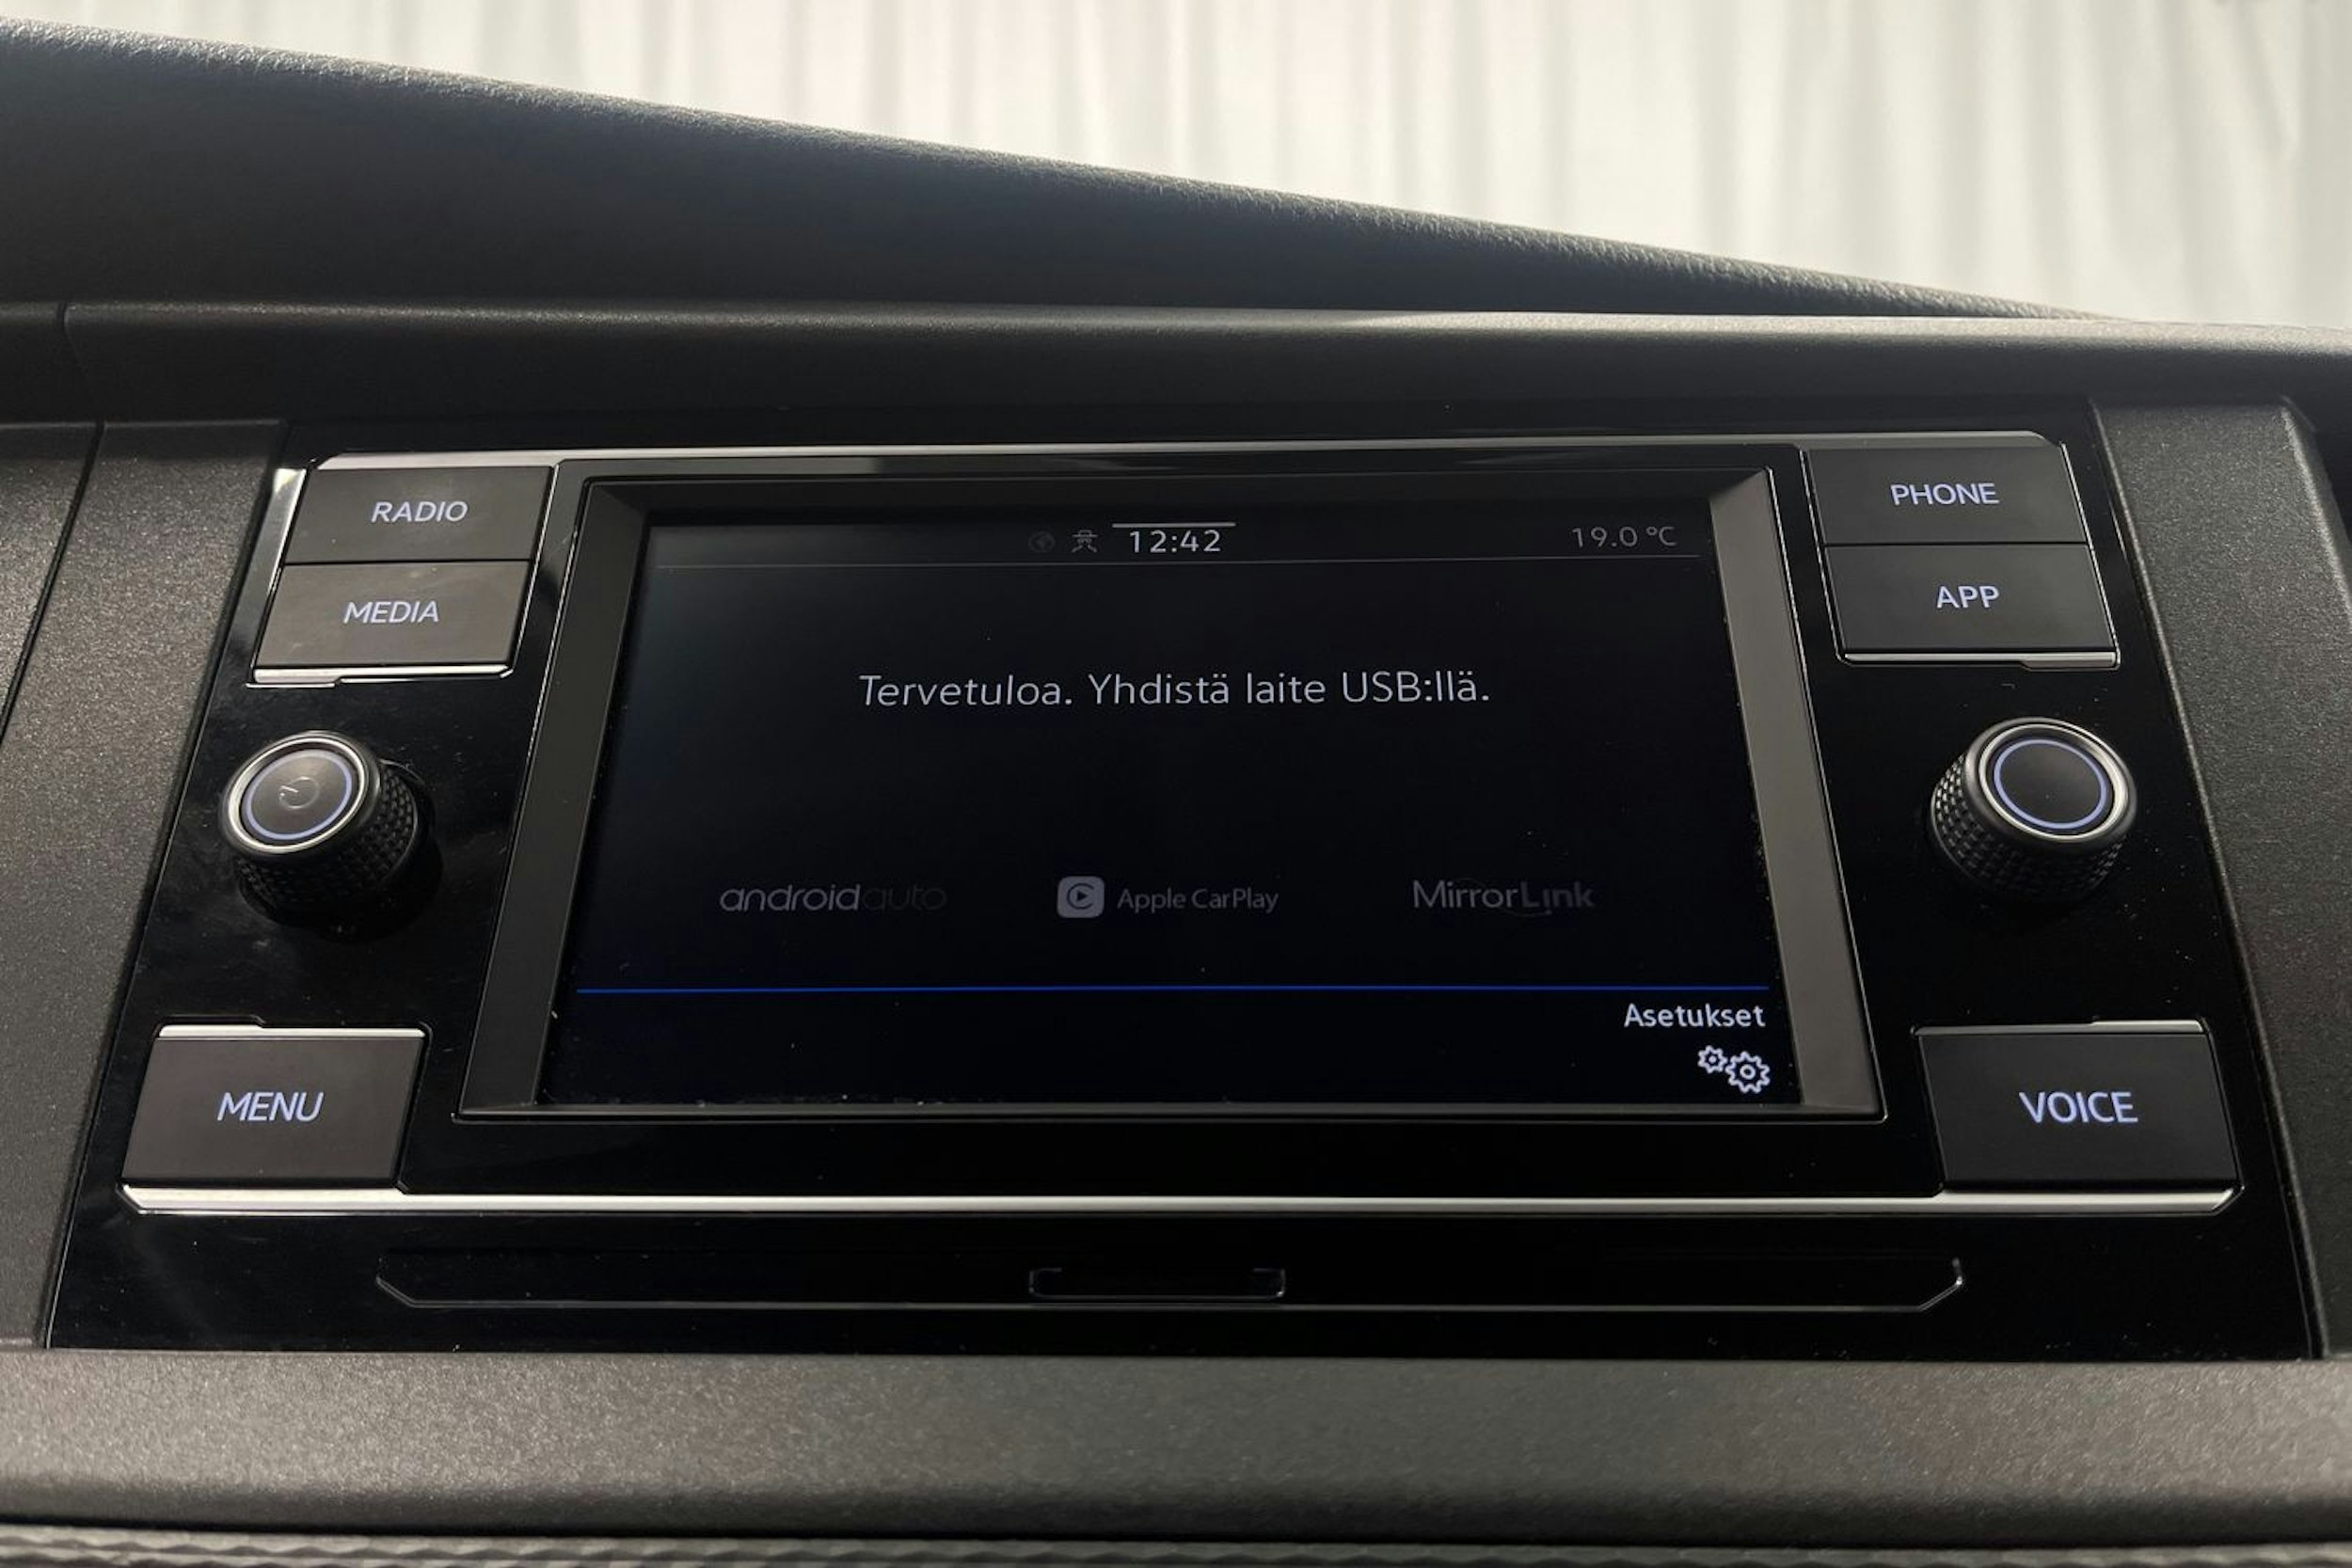 RADIO
MEDIA
MENU
12:42
19.0 °C
Tervetuloa. Yhdistä laite USB:llä.
androidauto
Apple CarPlay
MirrorLink
Asetukset
PHONE
APP
VOICE